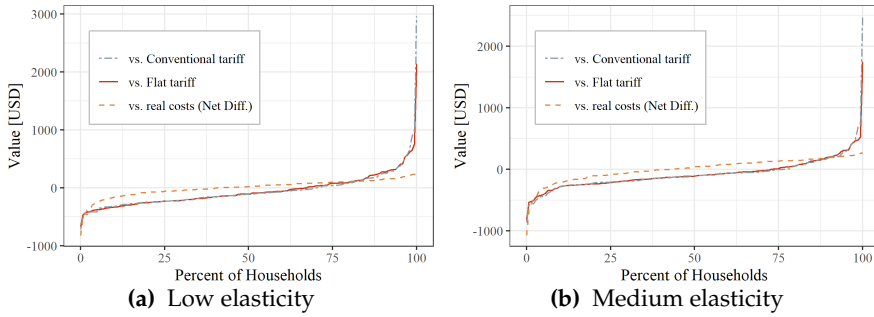 3000
2000
1000
0
-1000
Value [USD]
vs. Conventional tariff
vs. Flat tariff
vs. real costs (Net Diff.)
0 25 50 75 100
Percent of Households
(a) Low elasticity
2000
1000
0
-1000
Value [USD]
vs. Conventional tariff
vs. Flat tariff
vs. real costs (Net Diff.)
0 25 50 75 100
Percent of Households
(b) Medium elasticity